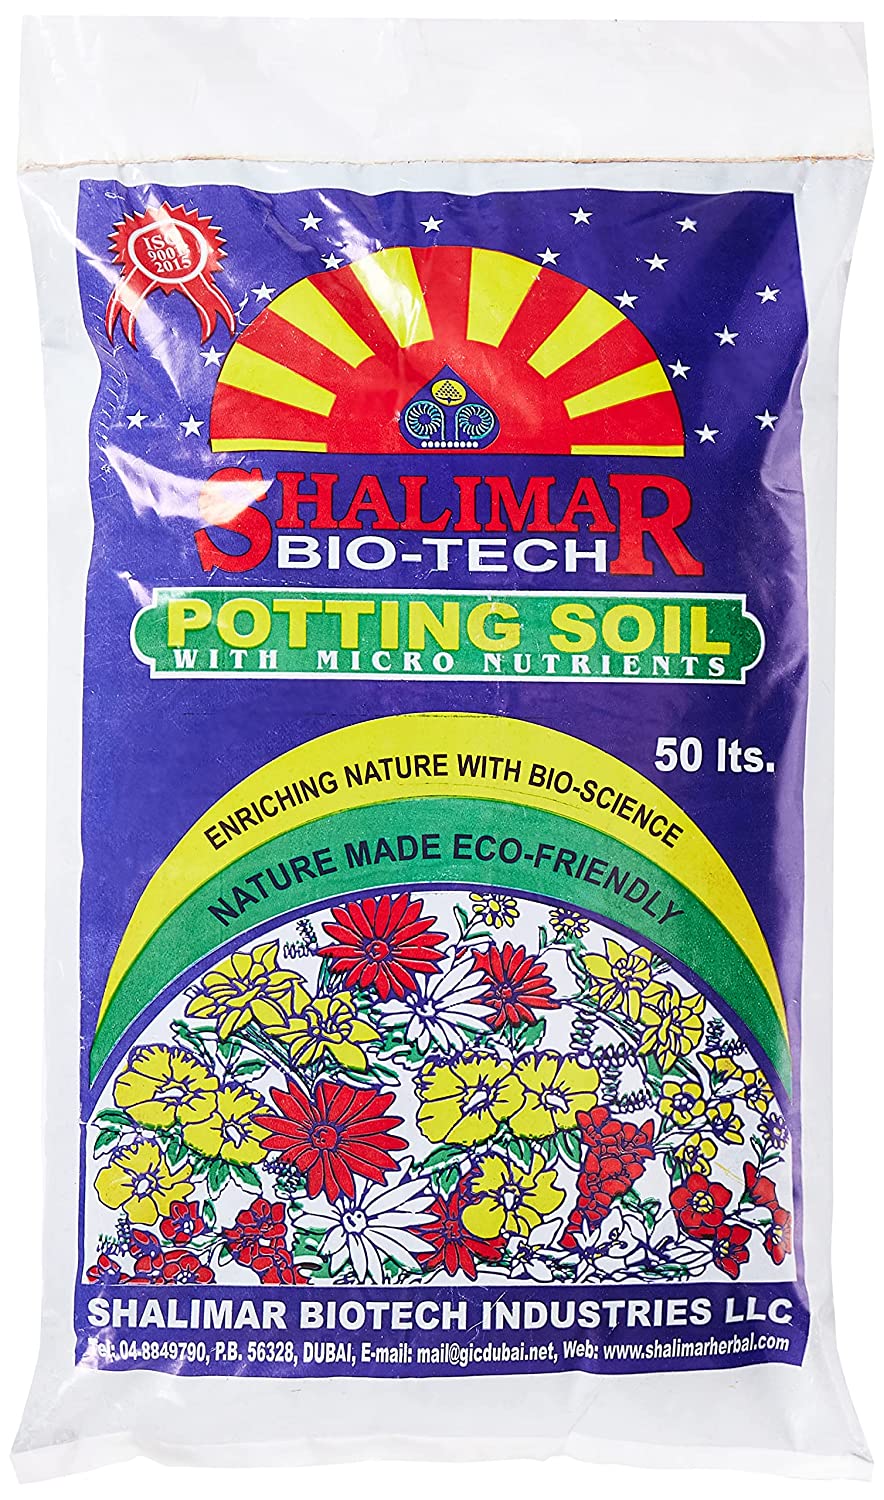 ISO
9001
2015
SHALIMAR
BIO-TECH
POTTING SOIL
WITH MICRO NUTRIENTS
50 lts.
ENRICHING NATURE WITH BIO-SCIENCE
NATURE MADE ECO-FRIENDLY
SHALIMAR BIOTECH INDUSTRIES LLC
Tel: 04-8849790, P.B. 56328, DUBAI, E-mail: mail@gicdubai.net, Web: www.shalimarherbal.com